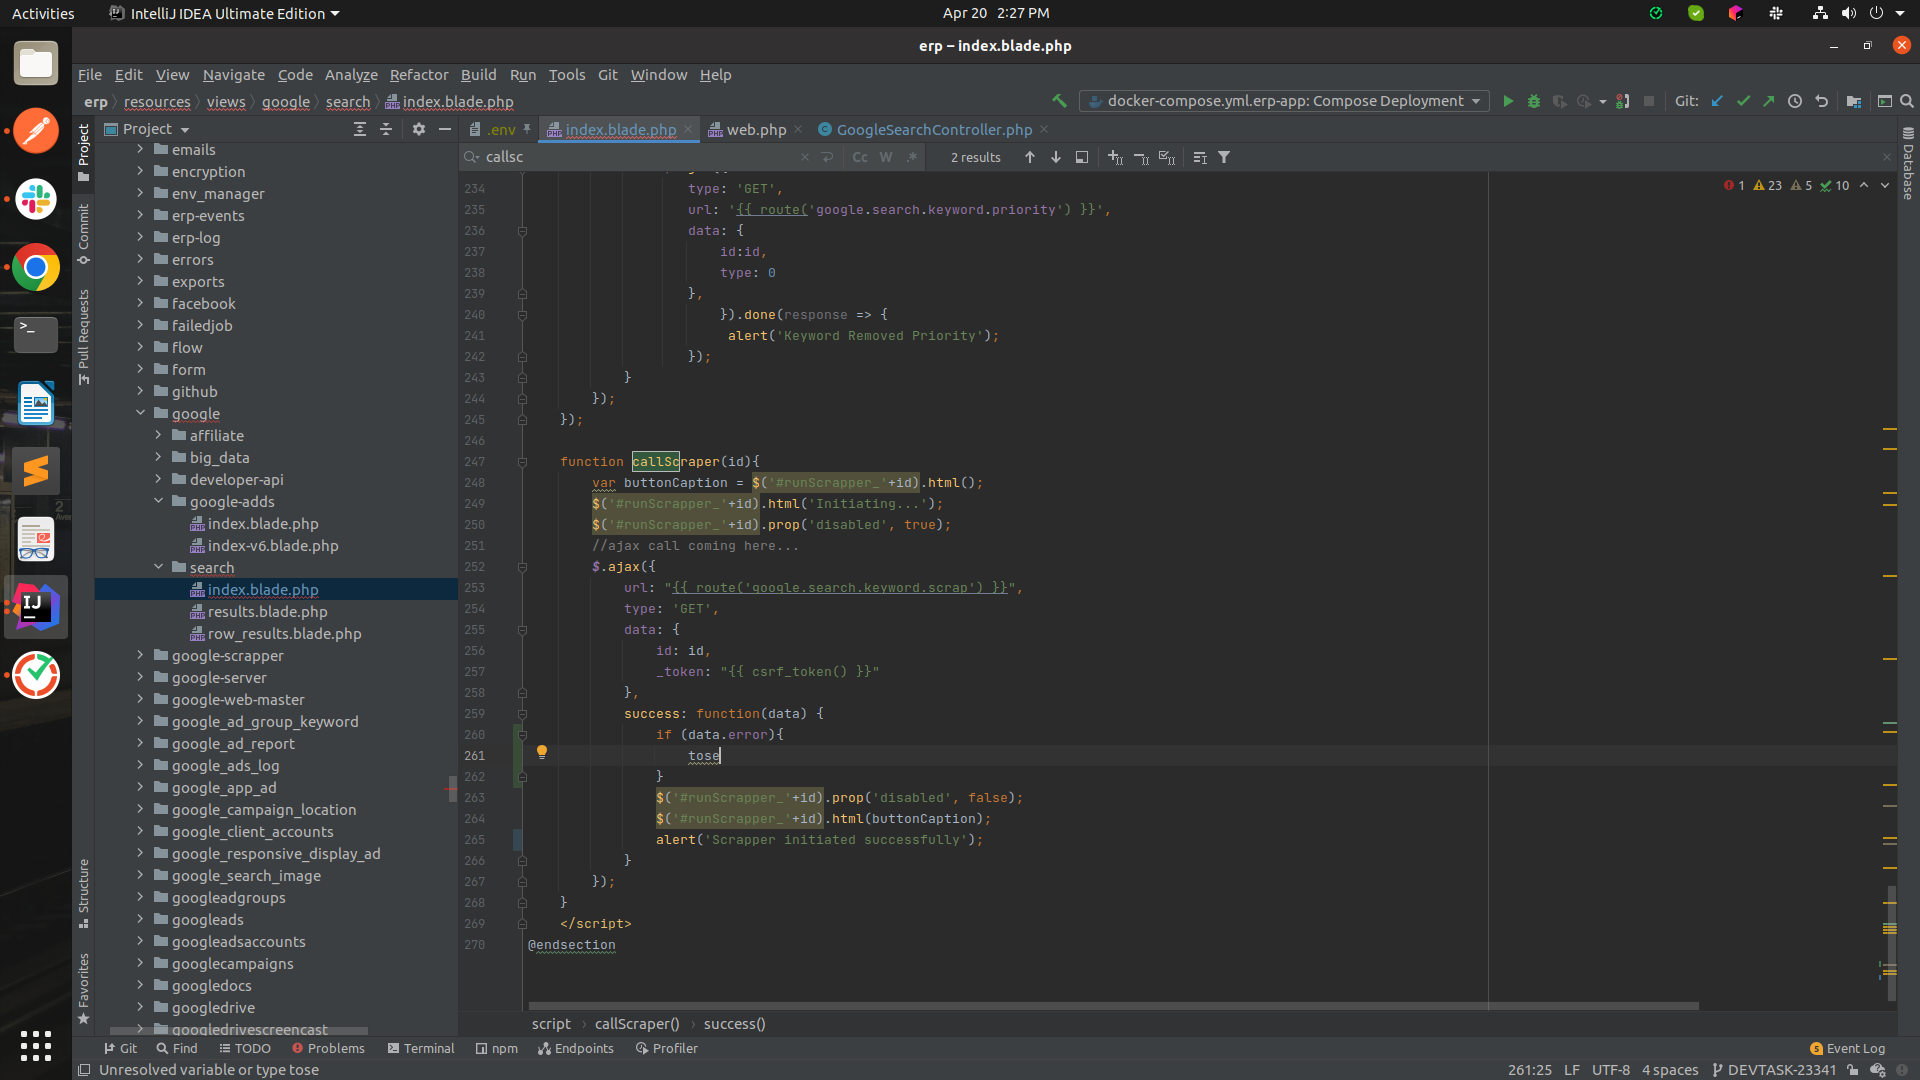 Activities
IntelliJ IDEA Ultimate Edition
Apr 20 2:27 PM
erp – index.blade.php
File Edit View Navigate Code Analyze Refactor Build Run Tools Git Window Help
erp resources views google search index.blade.php
docker-compose.yml.erp-app: Compose Deployment
Git:
Project
.env
index.blade.php
web.php
GoogleSearchController.php
callsc
Cc W .*
2 results
1 23 5 10
Project
Commit
Pull Requests
Structure
Favorites
Database
emails
encryption
env_manager
erp-events
erp-log
errors
exports
facebook
failedjob
flow
form
github
google
affiliate
big_data
developer-api
google-adds
index.blade.php
index-v6.blade.php
search
index.blade.php
results.blade.php
row_results.blade.php
google-scrapper
google-server
google-web-master
google_ad_group_keyword
google_ad_report
google_ads_log
google_app_ad
google_campaign_location
google_client_accounts
google_responsive_display_ad
google_search_image
googleadgroups
googleads
googleadsaccounts
googlecampaigns
googledocs
googledrive
googledrivescreencast
234 type: 'GET',
235 url: '{{ route('google.search.keyword.priority') }}',
236 data: {
237 id:id,
238 type: 0
239 },
240 }).done(response => {
241 alert('Keyword Removed Priority');
242 });
243 }
244 });
245 });
246
247 function callScraper(id){
248 var buttonCaption = $('#runScrapper_'+id).html();
249 $('#runScrapper_'+id).html('Initiating...');
250 $('#runScrapper_'+id).prop('disabled', true);
251 //ajax call coming here...
252 $.ajax({
253 url: "{{ route('google.search.keyword.scrap') }}",
254 type: 'GET',
255 data: {
256 id: id,
257 _token: "{{ csrf_token() }}"
258 },
259 success: function(data) {
260 if (data.error){
261 tose
262 }
263 $('#runScrapper_'+id).prop('disabled', false);
264 $('#runScrapper_'+id).html(buttonCaption);
265 alert('Scrapper initiated successfully');
266 }
267 });
268 }
269 </script>
270 @endsection
script callScraper() success()
Git Find TODO Problems Terminal npm Endpoints Profiler
5 Event Log
Unresolved variable or type tose
261:25 LF UTF-8 4 spaces DEVTASK-23341